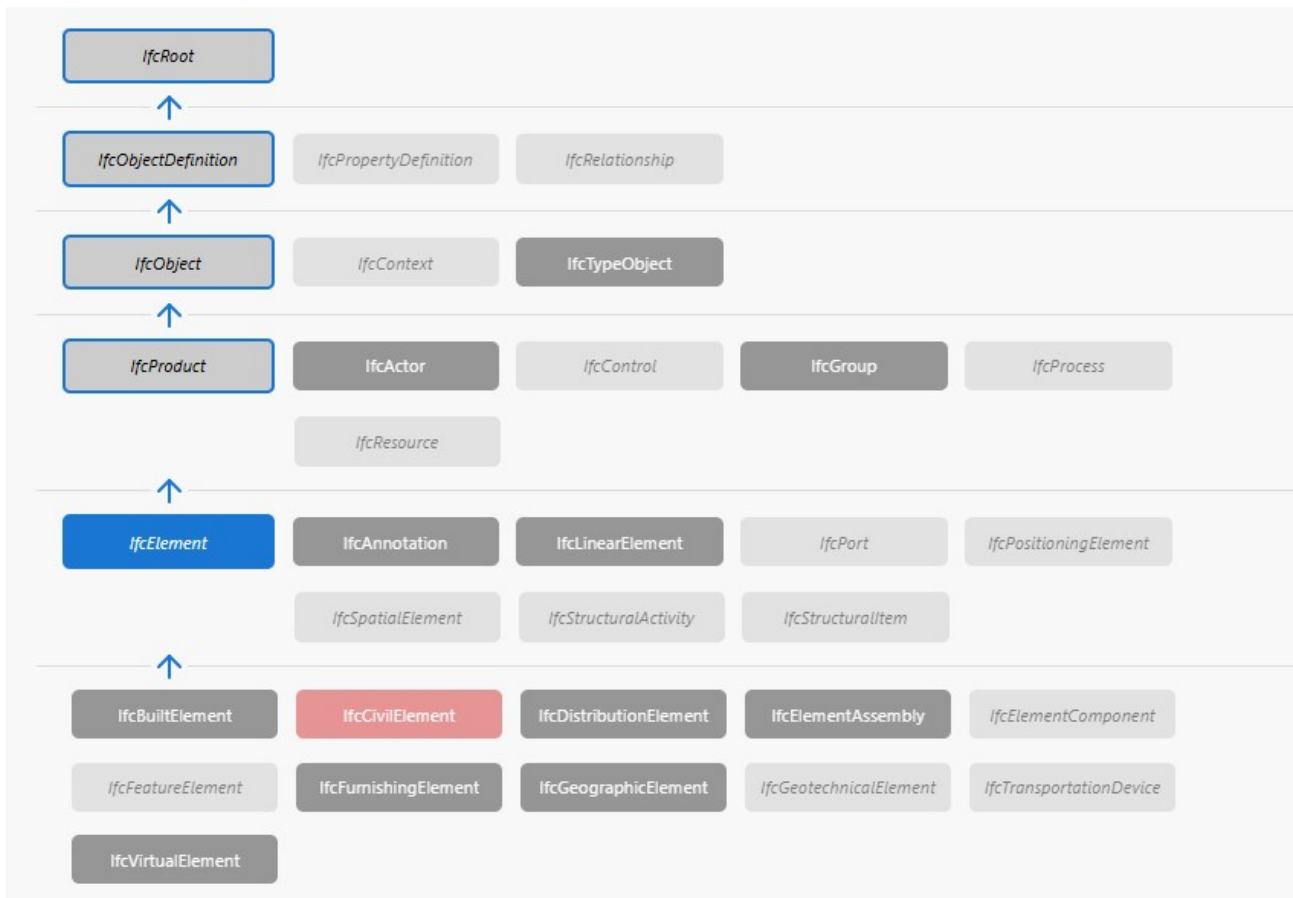 IfcRoot
IfcObjectDefinition IfcPropertyDefinition IfcRelationship
IfcObject IfcContext IfcTypeObject
IfcProduct IfcActor IfcControl IfcGroup IfcProcess
IfcResource
IfcElement IfcAnnotation IfcLinearElement IfcPort IfcPositioningElement
IfcSpatialElement IfcStructuralActivity IfcStructuralItem
IfcBuiltElement IfcCivilElement IfcDistributionElement IfcElementAssembly IfcElementComponent
IfcFeatureElement IfcFurnishingElement IfcGeographicElement IfcGeotechnicalElement IfcTransportationDevice
IfcVirtualElement